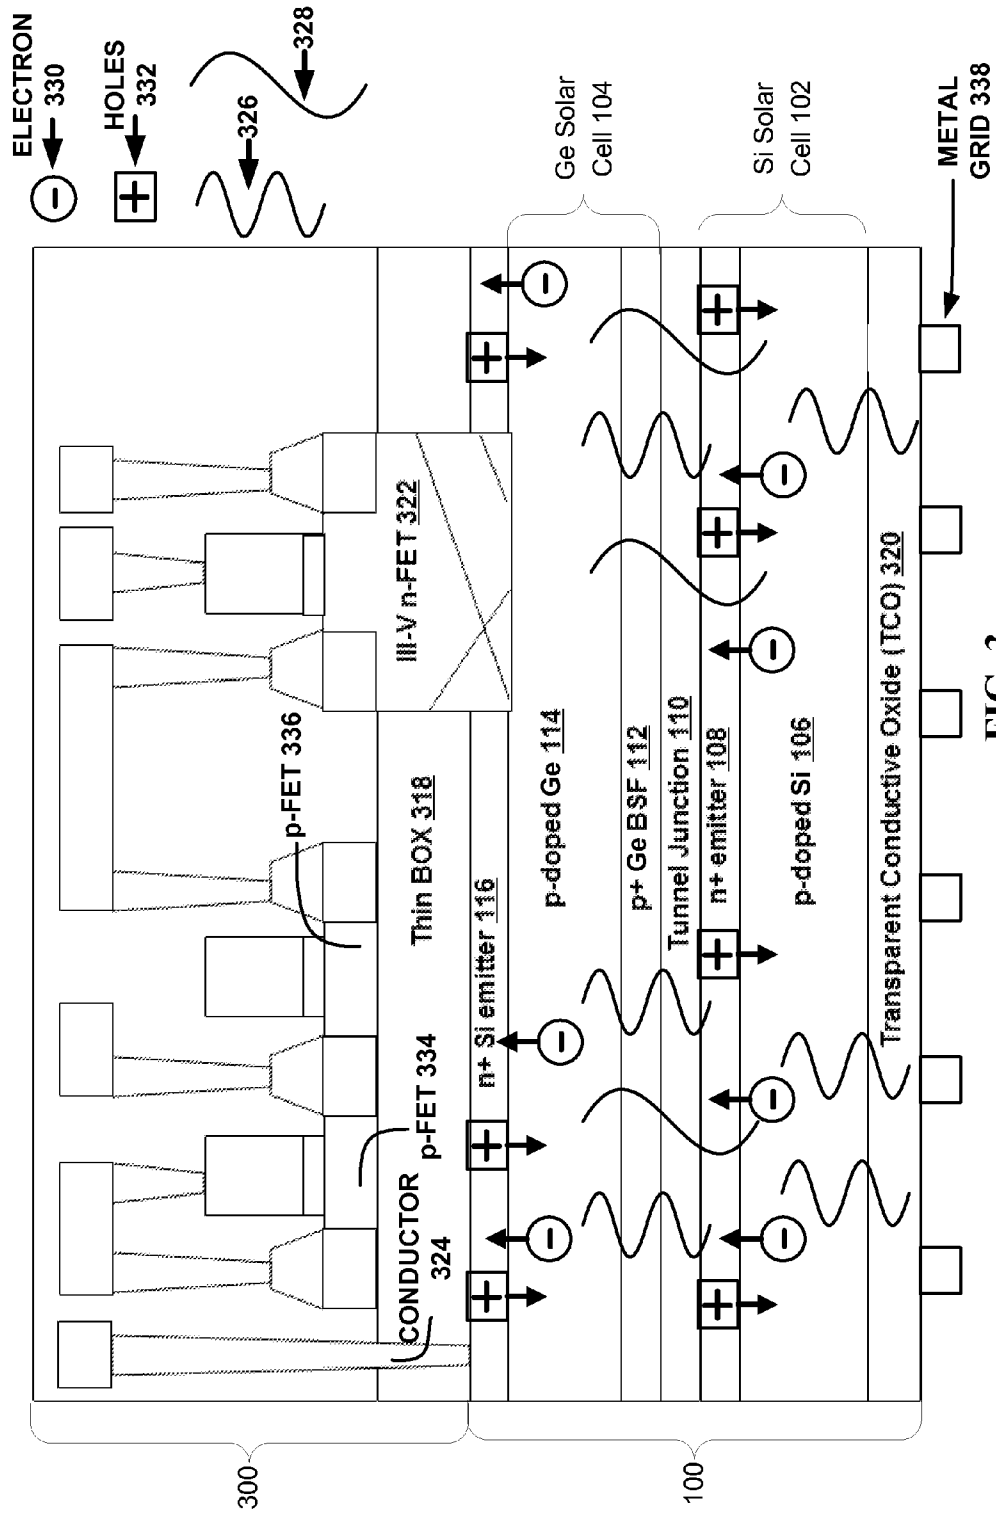 ELECTRON
330
HOLES
332
326
328
Ge Solar
Cell 104
Si Solar
Cell 102
METAL
GRID 338
III-V n-FET 322
p-FET 336
Thin BOX 318
p-FET 334
CONDUCTOR
324
n+ Si emitter 116
p-doped Ge 114
p+ Ge BSF 112
Tunnel Junction 110
n+ emitter 108
p-doped Si 106
Transparent Conductive Oxide (TCO) 320
300
100
FIG.